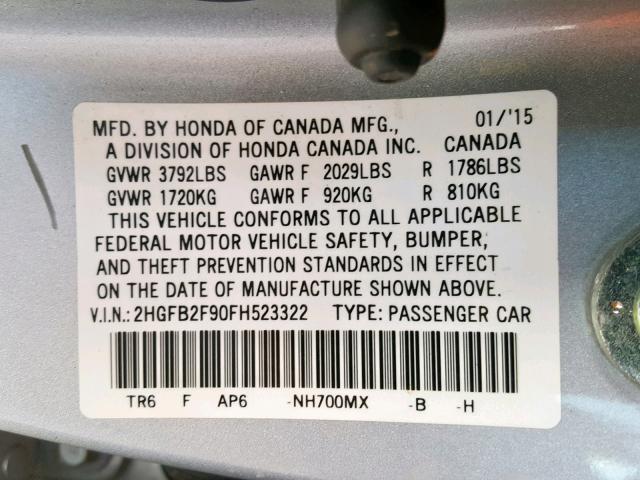 MFD. BY HONDA OF CANADA MFG., 01/'15
A DIVISION OF HONDA CANADA INC. CANADA
GVWR 3792LBS GAWR F 2029LBS R 1786LBS
GVWR 1720KG GAWR F 920KG R 810KG
THIS VEHICLE CONFORMS TO ALL APPLICABLE
FEDERAL MOTOR VEHICLE SAFETY, BUMPER,
AND THEFT PREVENTION STANDARDS IN EFFECT
ON THE DATE OF MANUFACTURE SHOWN ABOVE.
V.I.N.: 2HGFB2F90FH523322 TYPE: PASSENGER CAR
TR6 F AP6 -NH700MX -B -H